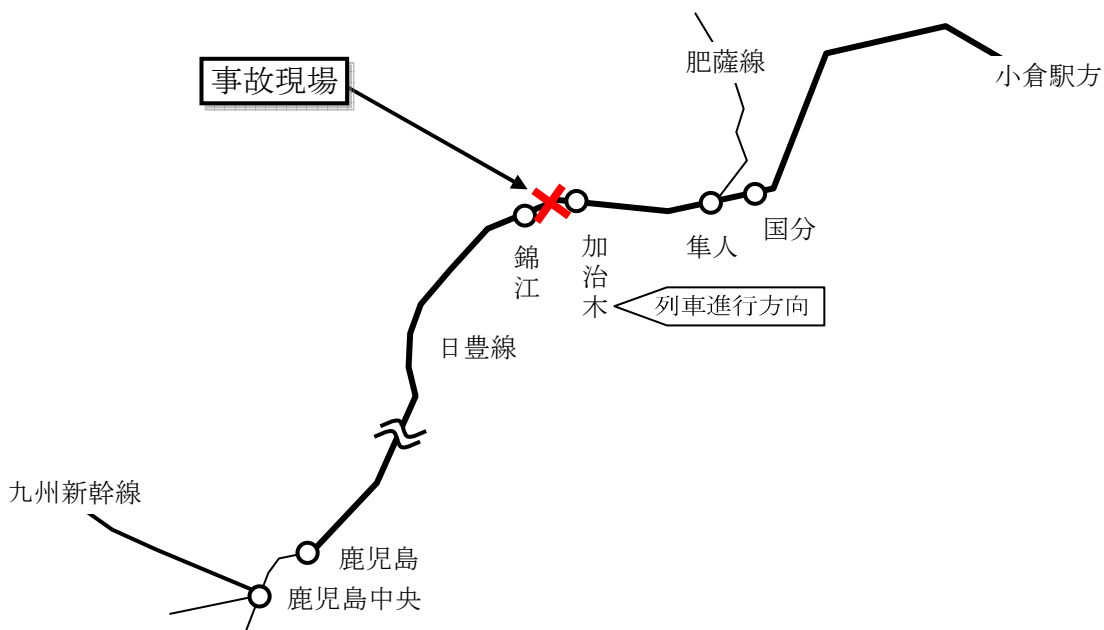 肥薩線
小倉駅方
事故現場
国分
隼人
加治木
錦江
列車進行方向
日豊線
九州新幹線
鹿児島
鹿児島中央